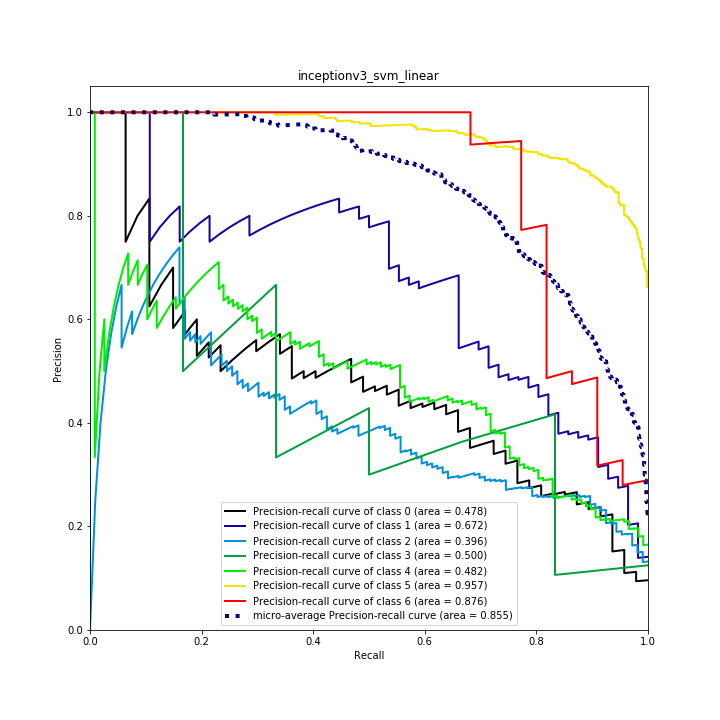 inceptionv3_svm_linear
1.0
0.8
0.6
0.4
0.2
0.0
Precision
0.0 0.2 0.4 0.6 0.8 1.0
Recall
Precision-recall curve of class 0 (area = 0.478)
Precision-recall curve of class 1 (area = 0.672)
Precision-recall curve of class 2 (area = 0.396)
Precision-recall curve of class 3 (area = 0.500)
Precision-recall curve of class 4 (area = 0.482)
Precision-recall curve of class 5 (area = 0.957)
Precision-recall curve of class 6 (area = 0.876)
micro-average Precision-recall curve (area = 0.855)